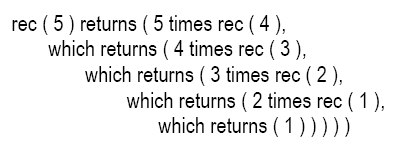 rec ( 5 ) returns ( 5 times rec ( 4 ),
which returns ( 4 times rec ( 3 ),
which returns ( 3 times rec ( 2 ),
which returns ( 2 times rec ( 1 ),
which returns ( 1 ) ) ) ) )